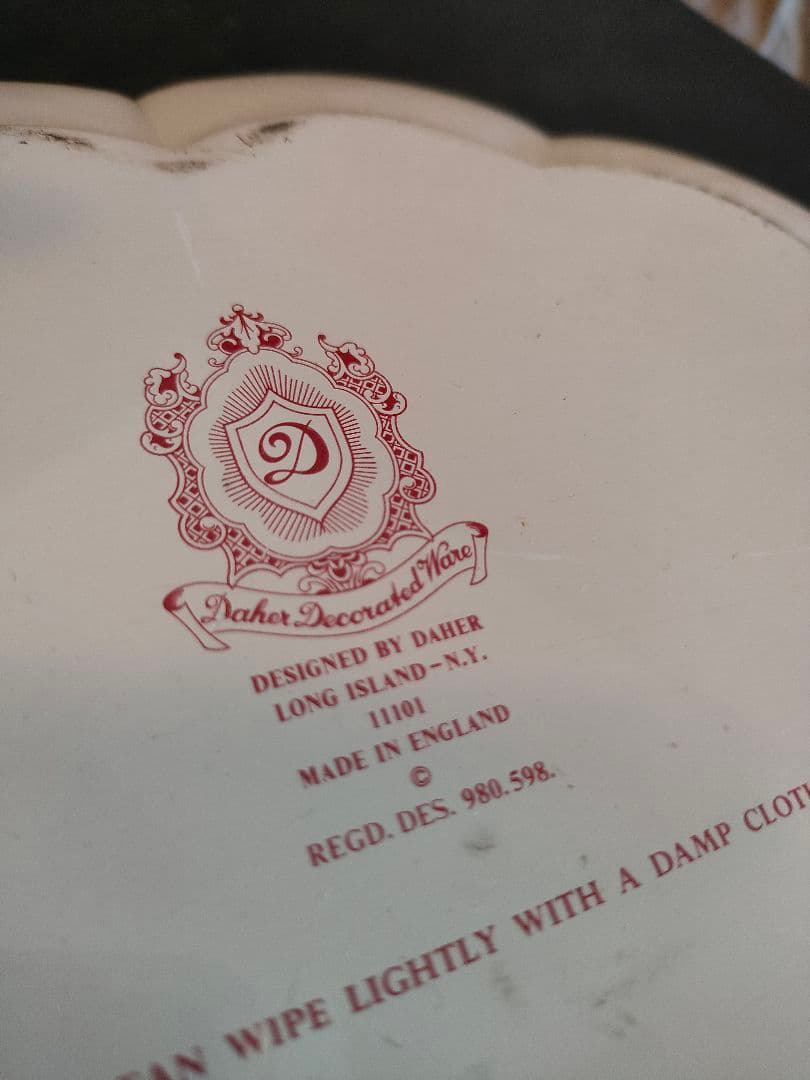 D
Daher Decorated Ware
DESIGNED BY DAHER
LONG ISLAND-N.Y.
11101
MADE IN ENGLAND
©
REGD. DES. 980.598.
WIPE LIGHTLY WITH A DAMP